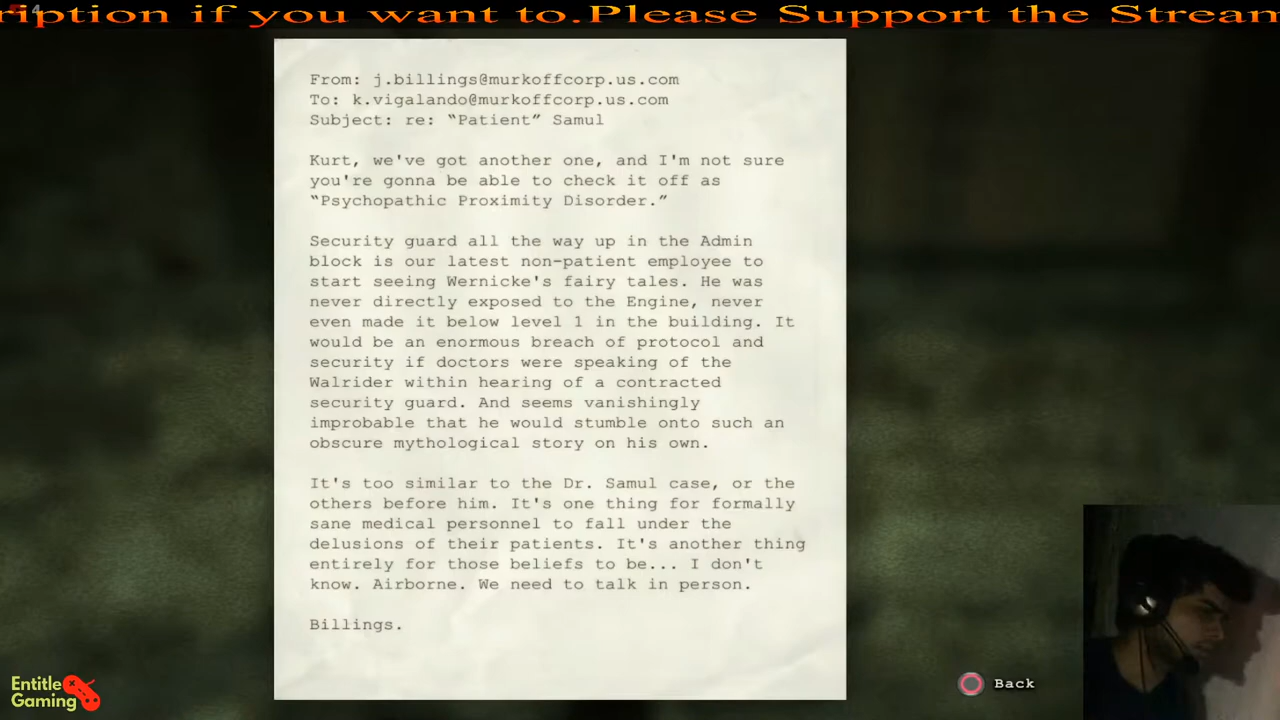 ription if you want to.Please Support the Stream
From: j.billings@murkoffcorp.us.com
To: k.vigalando@murkoffcorp.us.com
Subject: re: “Patient” Samul
Kurt, we've got another one, and I'm not sure
you're gonna be able to check it off as
“Psychopathic Proximity Disorder.”
Security guard all the way up in the Admin
block is our latest non-patient employee to
start seeing Wernicke's fairy tales. He was
never directly exposed to the Engine, never
even made it below level 1 in the building. It
would be an enormous breach of protocol and
security if doctors were speaking of the
Walrider within hearing of a contracted
security guard. And seems vanishingly
improbable that he would stumble onto such an
obscure mythological story on his own.
It's too similar to the Dr. Samul case, or the
others before him. It's one thing for formally
sane medical personnel to fall under the
delusions of their patients. It's another thing
entirely for those beliefs to be... I don't
know. Airborne. We need to talk in person.
Billings.
Back
Entitle
Gaming